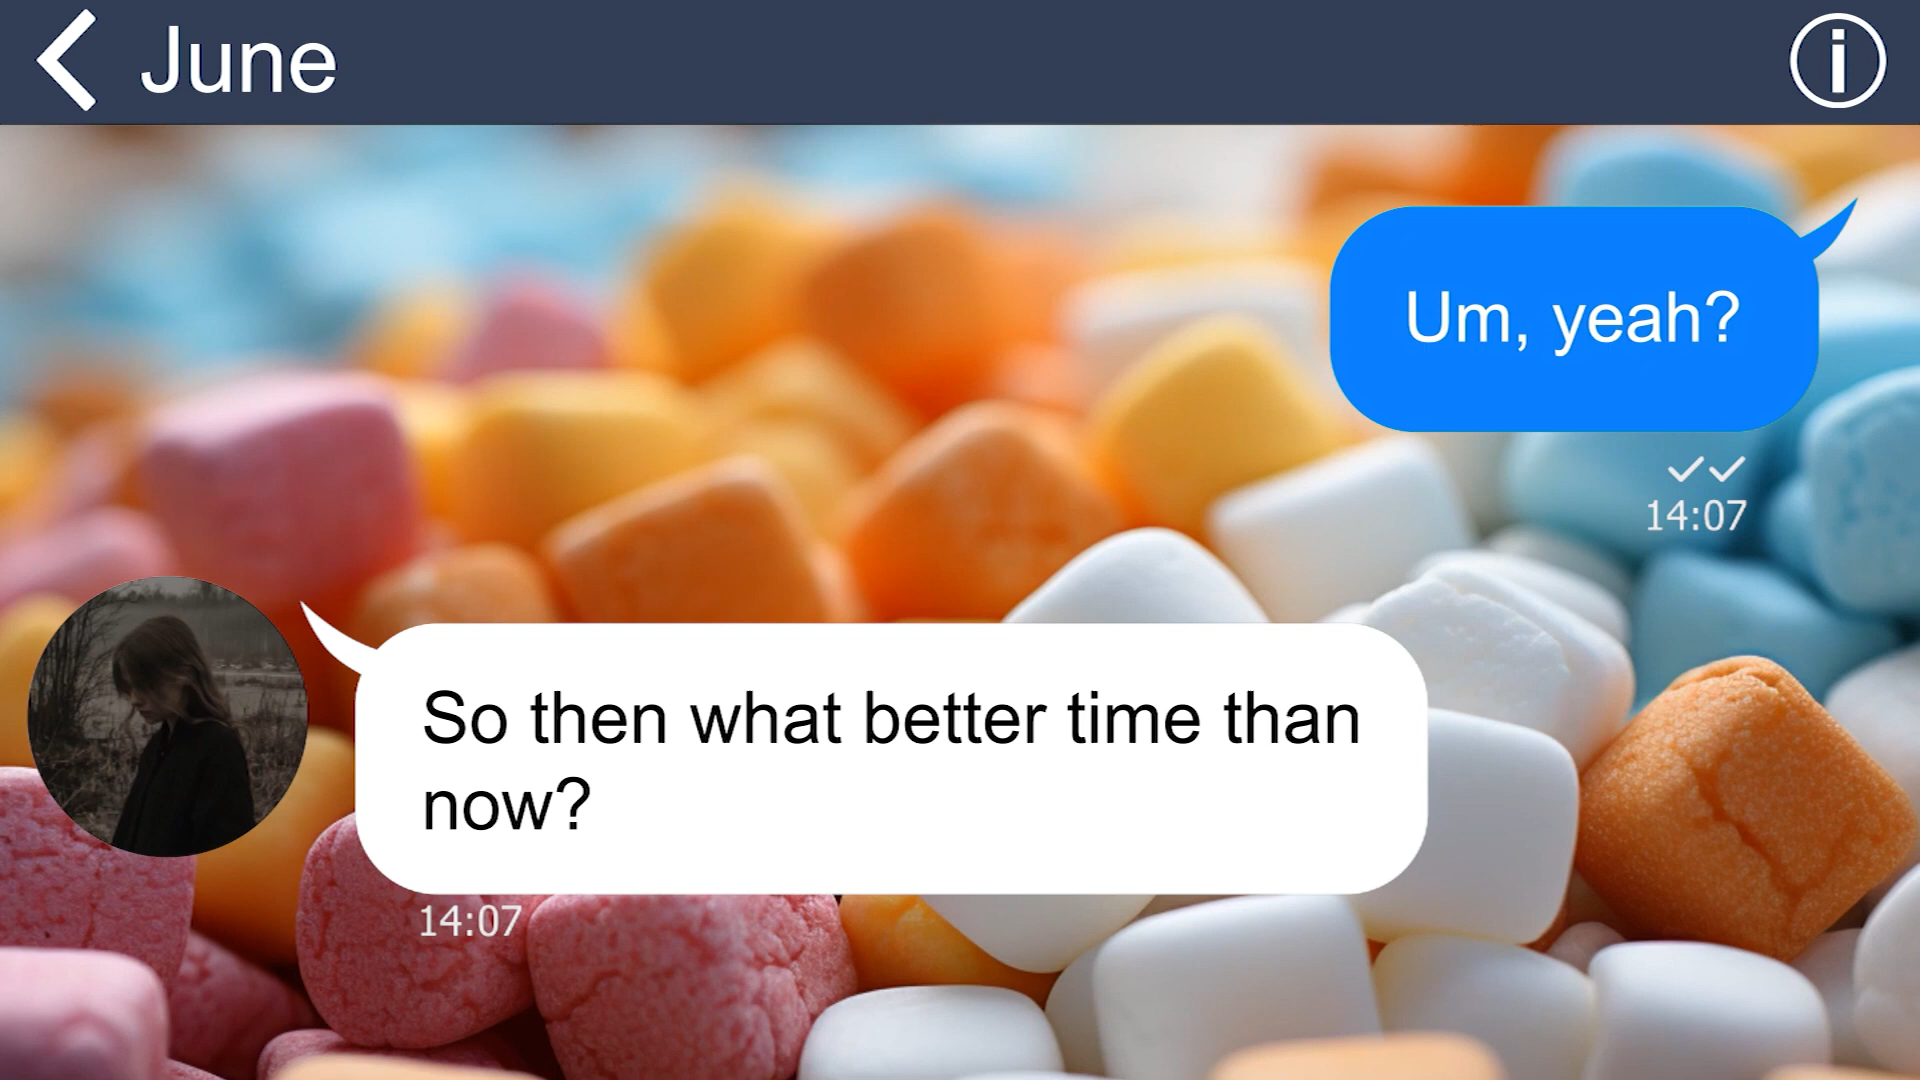 June
Um, yeah?
14:07
So then what better time than
now?
14:07